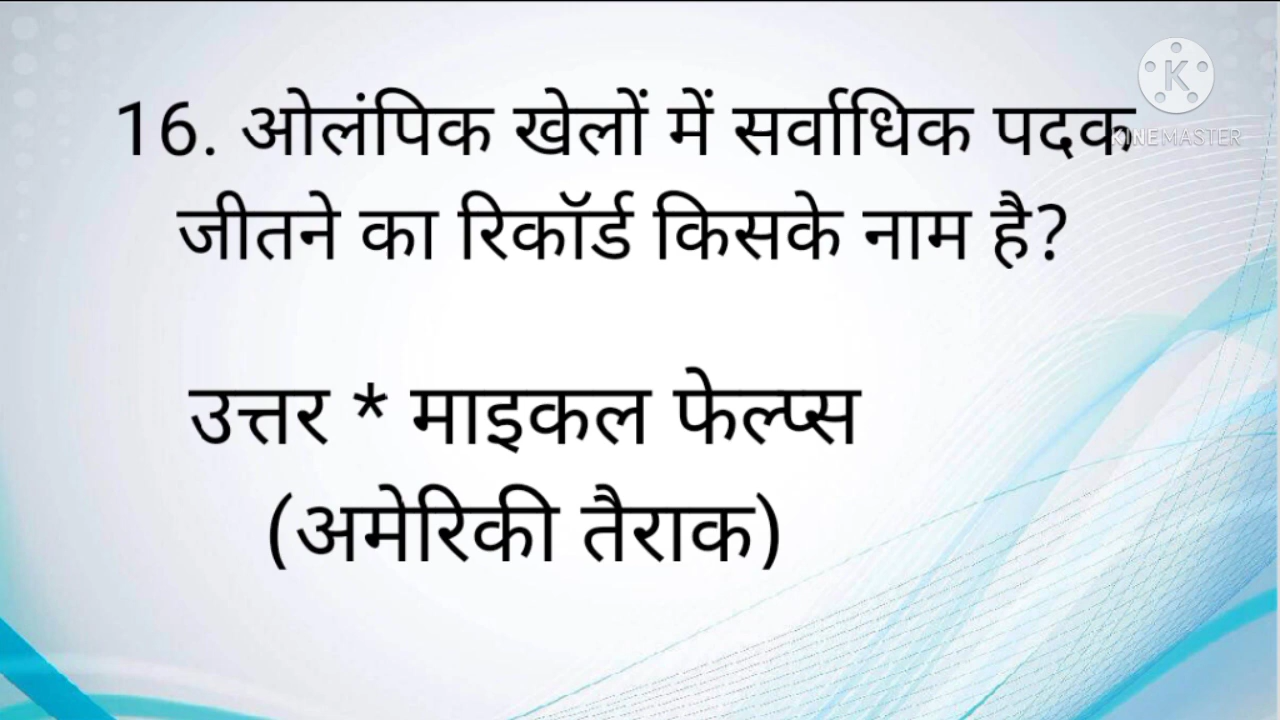 16. ओलंपिक खेलों में सर्वाधिक पदक
जीतने का रिकॉर्ड किसके नाम है?
उत्तर * माइकल फेल्प्स
(अमेरिकी तैराक)
K
KINEMASTER